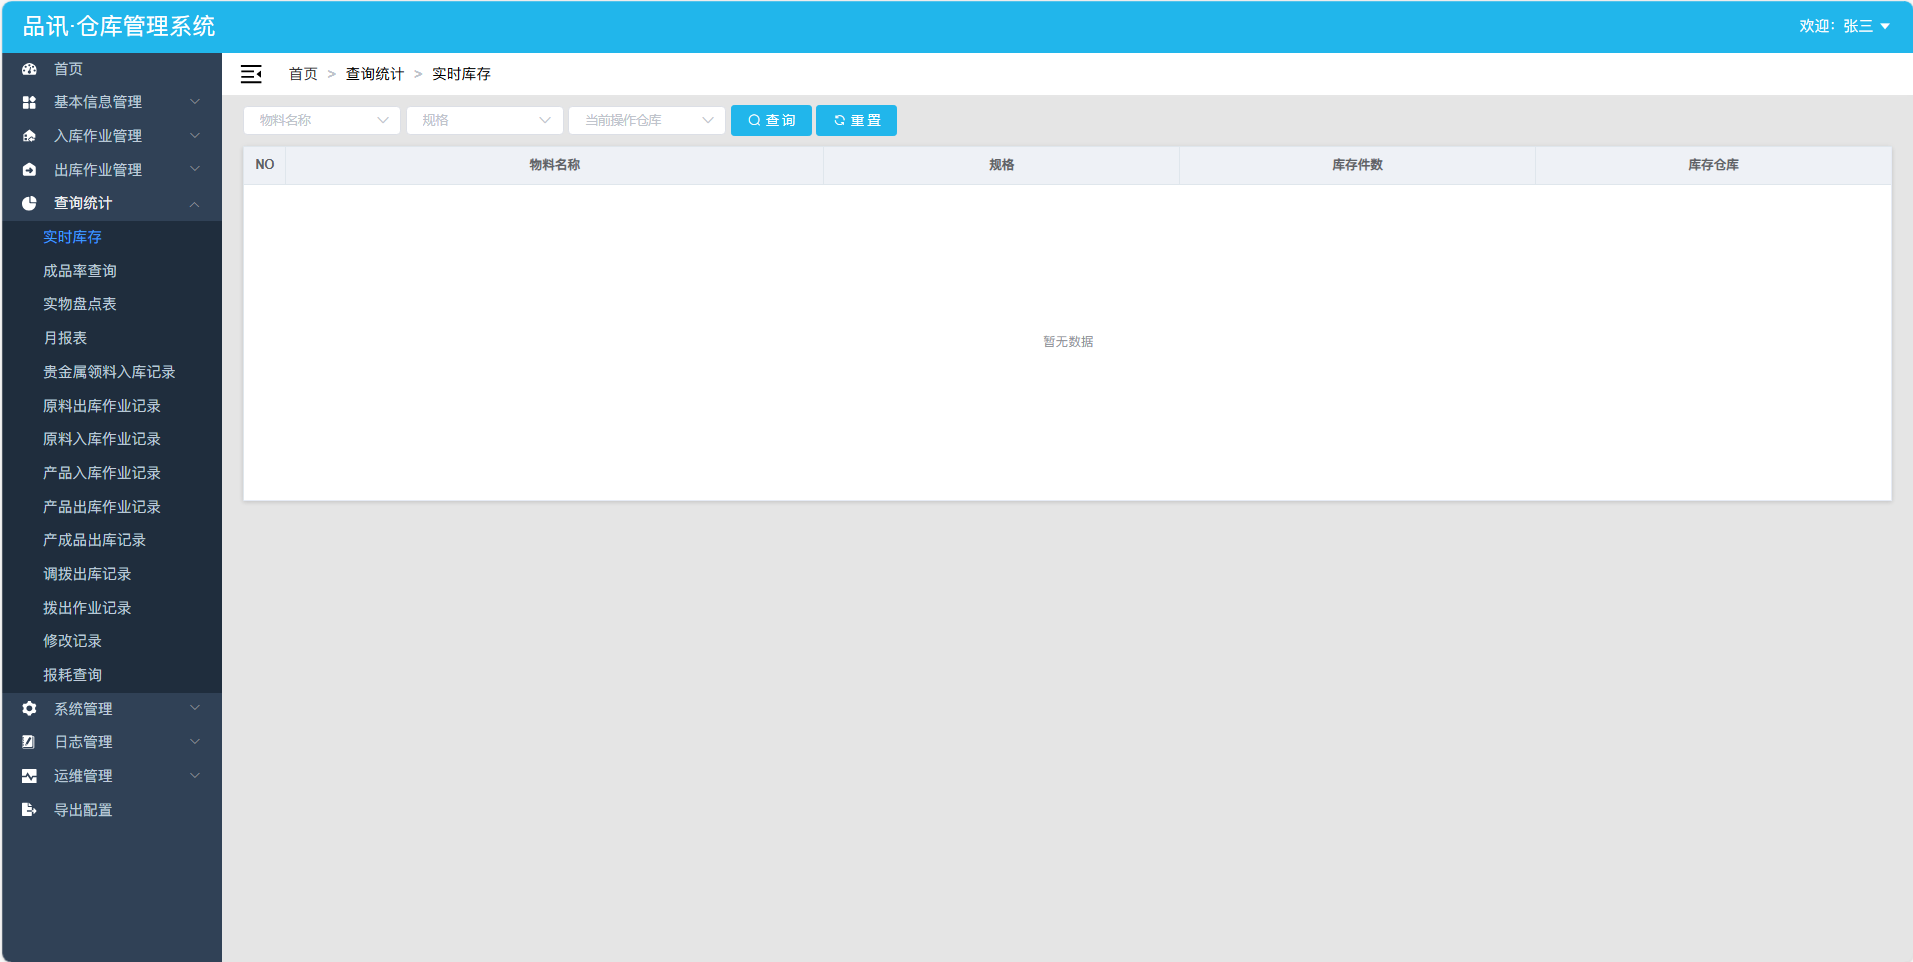 品讯·仓库管理系统
欢迎：张三
首页
基本信息管理
入库作业管理
出库作业管理
查询统计
实时库存
成品率查询
实物盘点表
月报表
贵金属领料入库记录
原料出库作业记录
原料入库作业记录
产品入库作业记录
产品出库作业记录
产成品出库记录
调拨出库记录
拨出作业记录
修改记录
报耗查询
系统管理
日志管理
运维管理
导出配置
首页 > 查询统计 > 实时库存
物料名称 规格 当前操作仓库 查询 重置
NO 物料名称 规格 库存件数 库存仓库
暂无数据